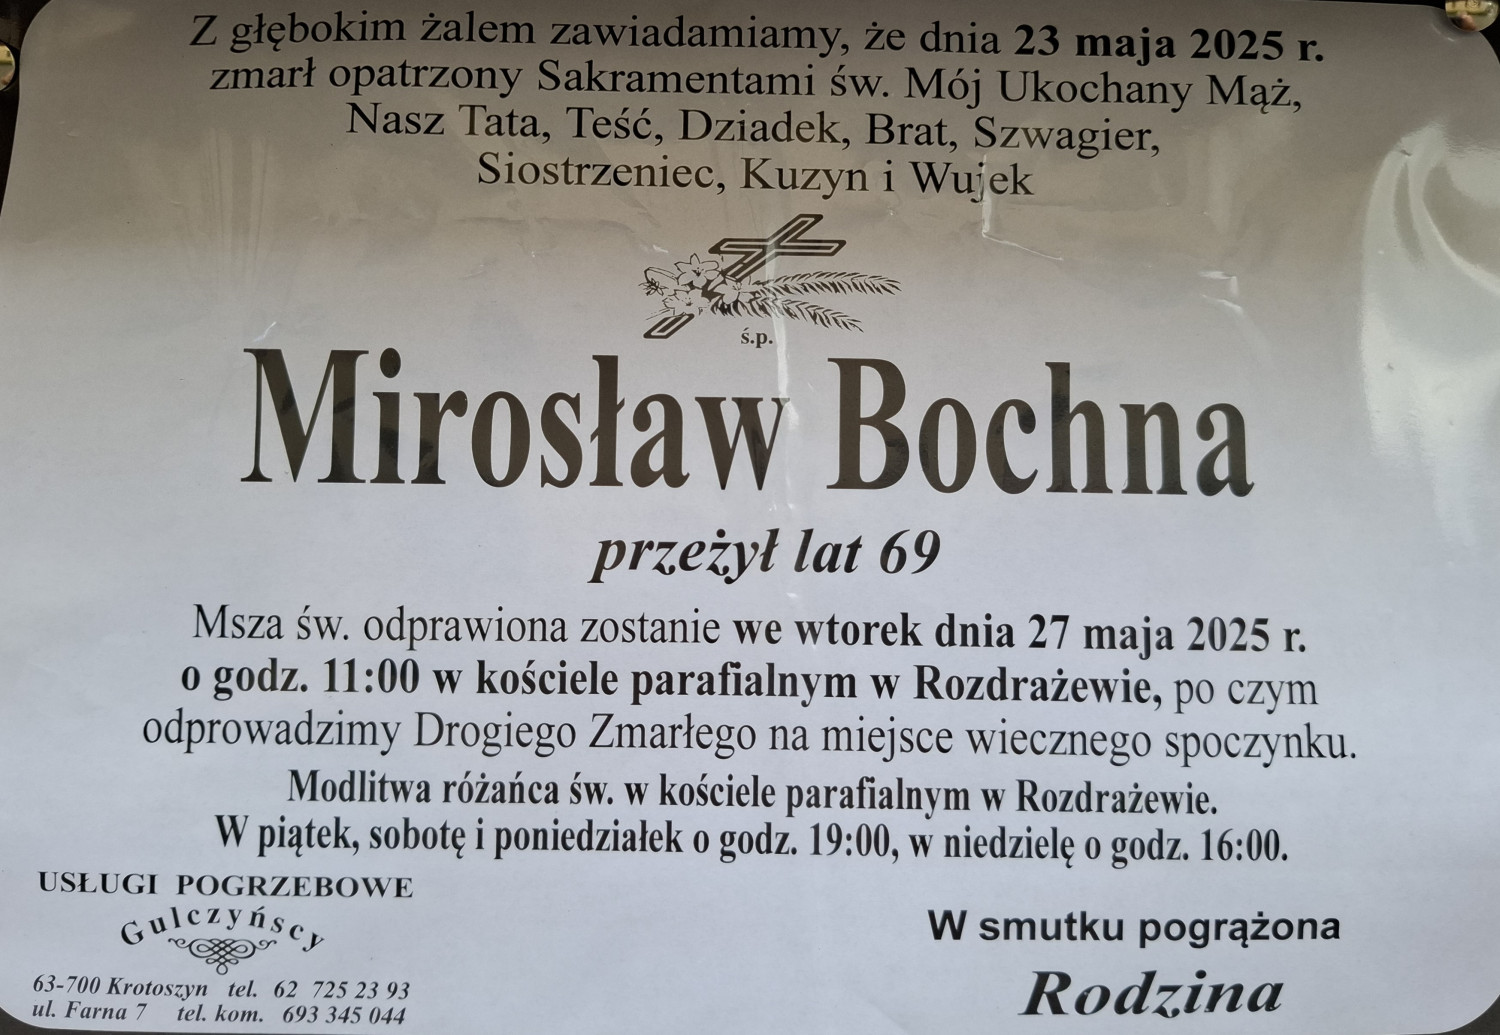 Z głębokim żalem zawiadamiamy, że dnia 23 maja 2025 r.
zmarł opatrzony Sakramentami św. Mój Ukochany Mąż,
Nasz Tata, Teść, Dziadek, Brat, Szwagier,
Siostrzeniec, Kuzyn i Wujek
ś.p.
Mirosław Bochna
przeżył lat 69
Msza św. odprawiona zostanie we wtorek dnia 27 maja 2025 r.
o godz. 11:00 w kościele parafialnym w Rozdrażewie, po czym
odprowadzimy Drogiego Zmarłego na miejsce wiecznego spoczynku.
Modlitwa różańca św. w kościele parafialnym w Rozdrażewie.
W piątek, sobotę i poniedziałek o godz. 19:00, w niedzielę o godz. 16:00.
USŁUGI POGRZEBOWE
Gulczyńscy
63-700 Krotoszyn tel. 62 725 23 93
ul. Farna 7 tel. kom. 693 345 044
W smutku pogrążona
Rodzina